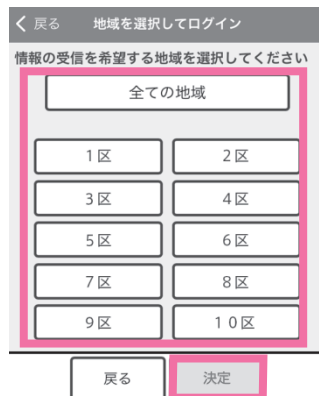 戻る 地域を選択してログイン
情報の受信を希望する地域を選択してください
全ての地域
1区 2区
3区 4区
5区 6区
7区 8区
9区 10区
戻る 決定